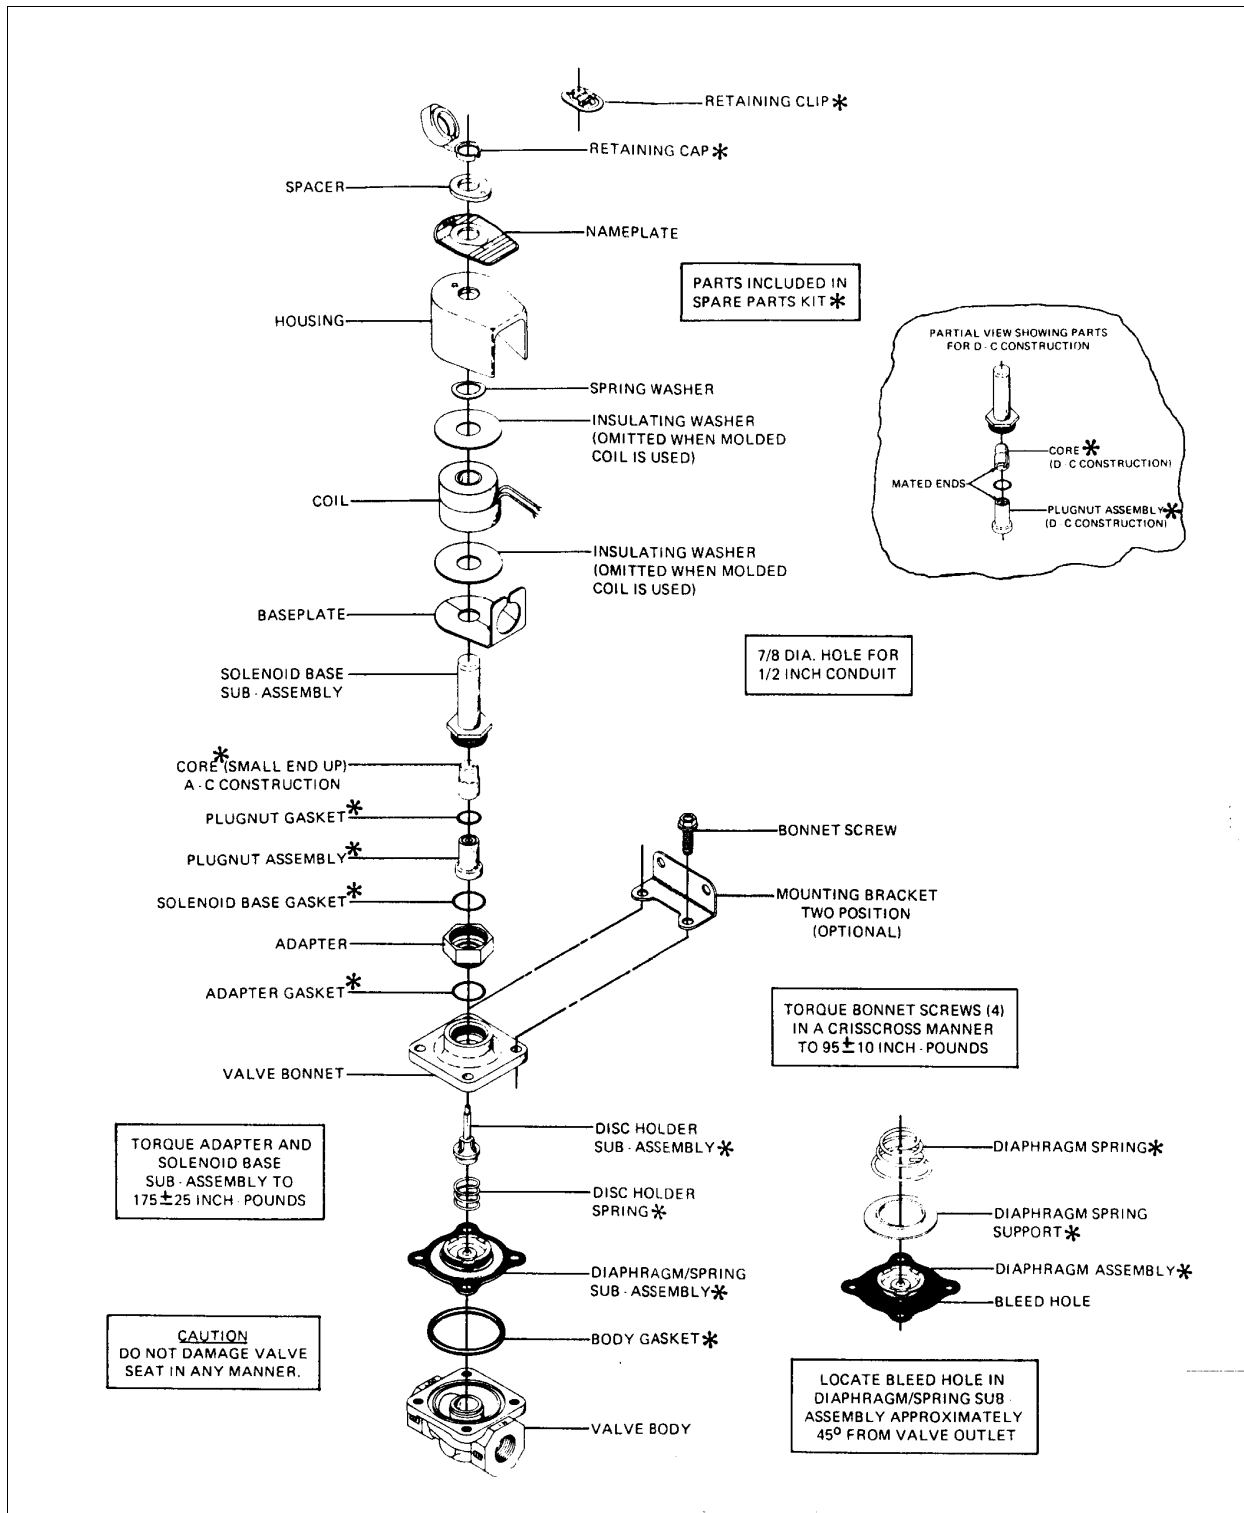 RETAINING CLIP*
RETAINING CAP*
SPACER
NAMEPLATE
PARTS INCLUDED IN
SPARE PARTS KIT*
HOUSING
PARTIAL VIEW SHOWING PARTS
FOR D-C CONSTRUCTION
SPRING WASHER
INSULATING WASHER
(OMITTED WHEN MOLDED
COIL IS USED)
CORE*
(D-C CONSTRUCTION)
MATED ENDS
PLUGNUT ASSEMBLY*
(D-C CONSTRUCTION)
COIL
INSULATING WASHER
(OMITTED WHEN MOLDED
COIL IS USED)
BASEPLATE
7/8 DIA. HOLE FOR
1/2 INCH CONDUIT
SOLENOID BASE
SUB-ASSEMBLY
CORE*(SMALL END UP)
A-C CONSTRUCTION
PLUGNUT GASKET*
BONNET SCREW
PLUGNUT ASSEMBLY*
SOLENOID BASE GASKET*
MOUNTING BRACKET
TWO POSITION
(OPTIONAL)
ADAPTER
ADAPTER GASKET*
TORQUE BONNET SCREWS (4)
IN A CRISSCROSS MANNER
TO 95±10 INCH-POUNDS
VALVE BONNET
TORQUE ADAPTER AND
SOLENOID BASE
SUB-ASSEMBLY TO
175±25 INCH-POUNDS
DISC HOLDER
SUB-ASSEMBLY*
DIAPHRAGM SPRING*
DISC HOLDER
SPRING*
DIAPHRAGM SPRING
SUPPORT*
DIAPHRAGM/SPRING
SUB-ASSEMBLY*
DIAPHRAGM ASSEMBLY*
BLEED HOLE
CAUTION
DO NOT DAMAGE VALVE
SEAT IN ANY MANNER.
BODY GASKET*
LOCATE BLEED HOLE IN
DIAPHRAGM/SPRING SUB-
ASSEMBLY APPROXIMATELY
45° FROM VALVE OUTLET
VALVE BODY